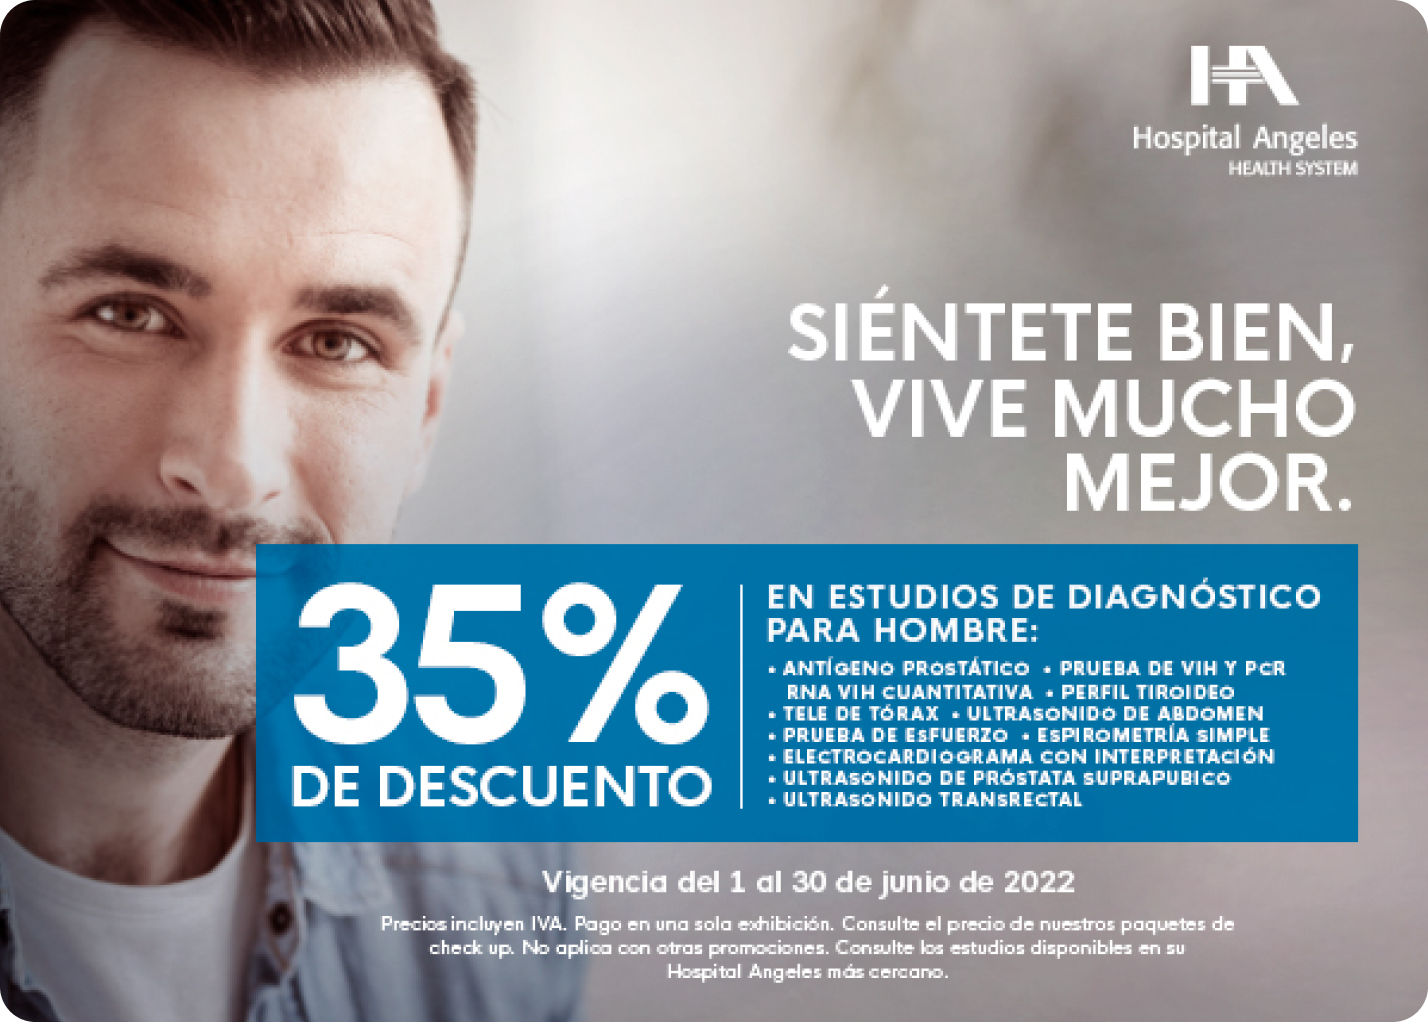 HA
Hospital Angeles
HEALTH SYSTEM
SIÉNTETE BIEN,
VIVE MUCHO
MEJOR.
35%
DE DESCUENTO
EN ESTUDIOS DE DIAGNÓSTICO
PARA HOMBRE:
• ANTÍGENO PROSTÁTICO • PRUEBA DE VIH Y PCR
RNA VIH CUANTITATIVA • PERFIL TIROIDEO
• TELE DE TÓRAX • ULTRASONIDO DE ABDOMEN
• PRUEBA DE ESFUERZO • ESPIROMETRÍA SIMPLE
• ELECTROCARDIOGRAMA CON INTERPRETACIÓN
• ULTRASONIDO DE PRÓSTATA SUPRAPUBICO
• ULTRASONIDO TRANSRECTAL
Vigencia del 1 al 30 de junio de 2022
Precios incluyen IVA. Pago en una sola exhibición. Consulte el precio de nuestros paquetes de
check up. No aplica con otras promociones. Consulte los estudios disponibles en su
Hospital Angeles más cercano.